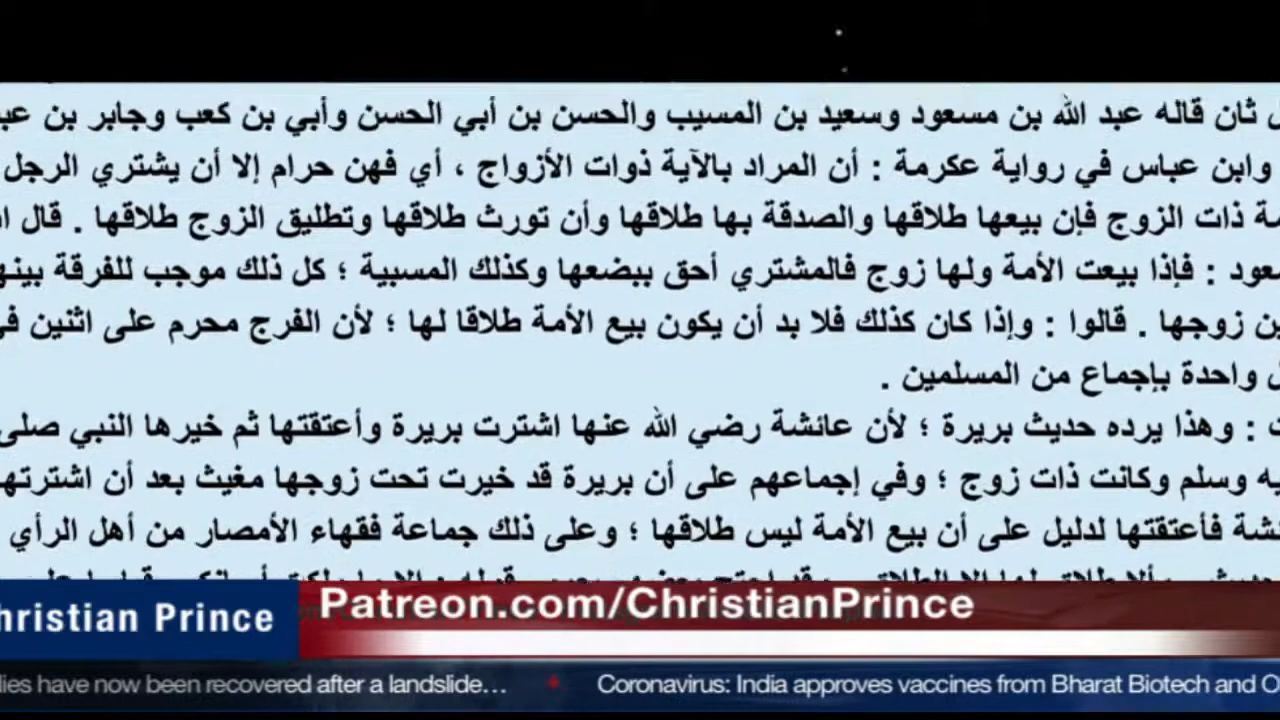 ثان قاله عبد الله بن مسعود وسعيد بن المسيب والحسن بن أبي الحسن وأبي بن كعب وجابر بن
وابن عباس في رواية عكرمة : أن المراد بالآية ذوات الأزواج ، أي فهن حرام إلا أن يشتري الرجل
ذات الزوج فإن بيعها طلاقها والصدقة بها طلاقها وأن تورث طلاقها وتطليق الزوج طلاقها . قال
: فإذا بيعت الأمة ولها زوج فالمشتري أحق ببضعها وكذلك المسبية ؛ كل ذلك موجب للفرقة
زوجها . قالوا : وإذا كان كذلك فلا بد أن يكون بيع الأمة طلاقا لها ؛ لأن الفرج محرم على اثنين
واحدة بإجماع من المسلمين .
: وهذا يرده حديث بريرة ؛ لأن عائشة رضي الله عنها اشترت بريرة وأعتقتها ثم خيرها النبي صلى
وسلم وكانت ذات زوج ؛ وفي إجماعهم على أن بريرة قد خيرت تحت زوجها مغيث بعد أن اشترتها
فأعتقتها لدليل على أن بيع الأمة ليس طلاقها ؛ وعلى ذلك جماعة فقهاء الأمصار من أهل الرأي
Patreon.com/ChristianPrince
hristian Prince
lies have now been recovered after a landslide… Coronavirus: India approves vaccines from Bharat Biotech and O